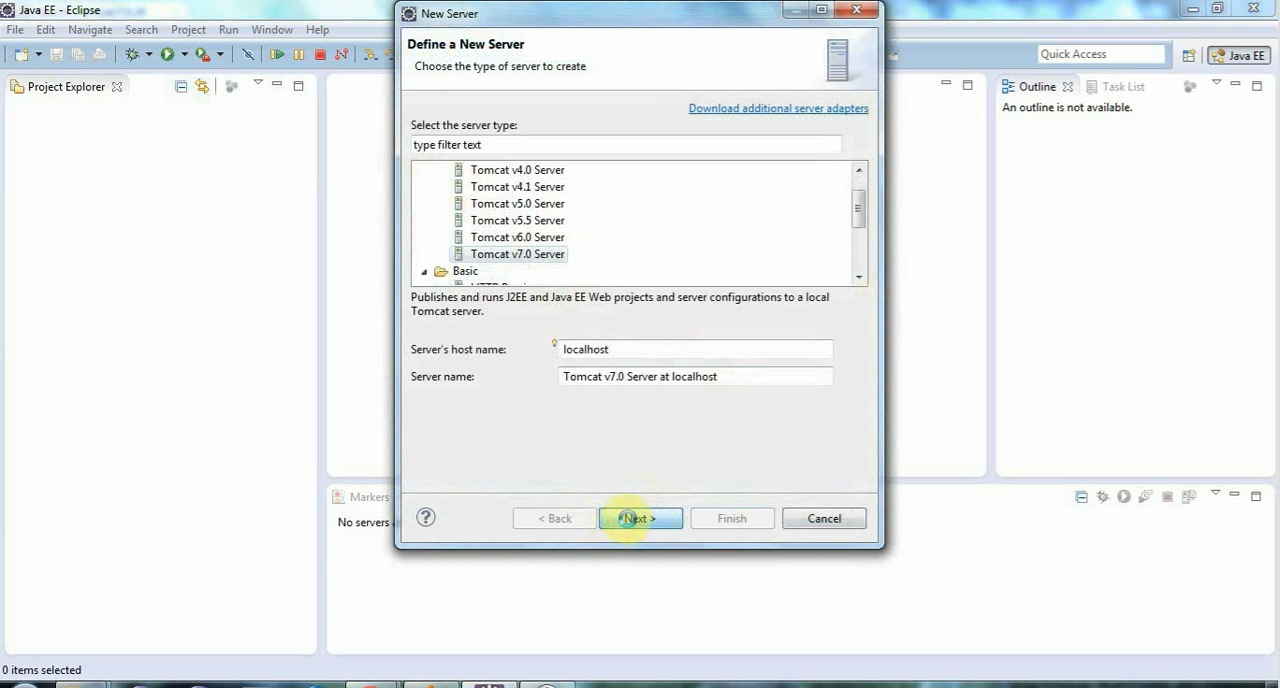 Java EE - Eclipse
New Server
File Edit Navigate Search Project Run Window Help
Define a New Server
Choose the type of server to create
Quick Access
Java EE
Project Explorer
Outline
Task List
An outline is not available.
Download additional server adapters
Select the server type:
type filter text
Tomcat v4.0 Server
Tomcat v4.1 Server
Tomcat v5.0 Server
Tomcat v5.5 Server
Tomcat v6.0 Server
Tomcat v7.0 Server
Basic
Publishes and runs J2EE and Java EE Web projects and server configurations to a local
Tomcat server.
Server's host name: localhost
Server name: Tomcat v7.0 Server at localhost
Markers
No servers
< Back
Next >
Finish
Cancel
0 items selected